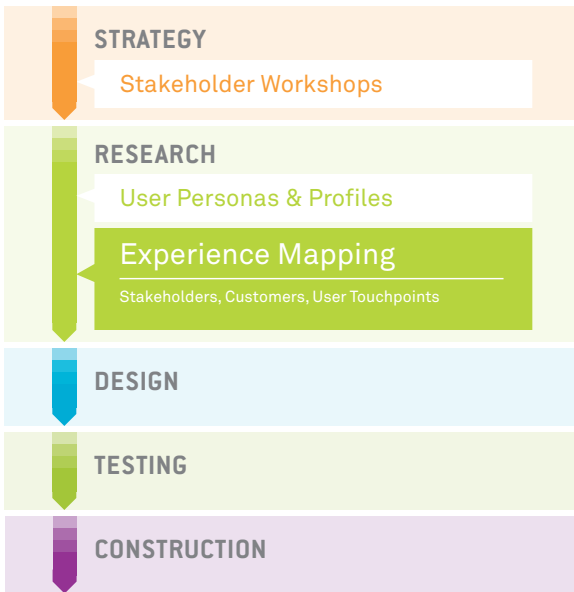 STRATEGY
Stakeholder Workshops
RESEARCH
User Personas & Profiles
Experience Mapping
Stakeholders, Customers, User Touchpoints
DESIGN
TESTING
CONSTRUCTION